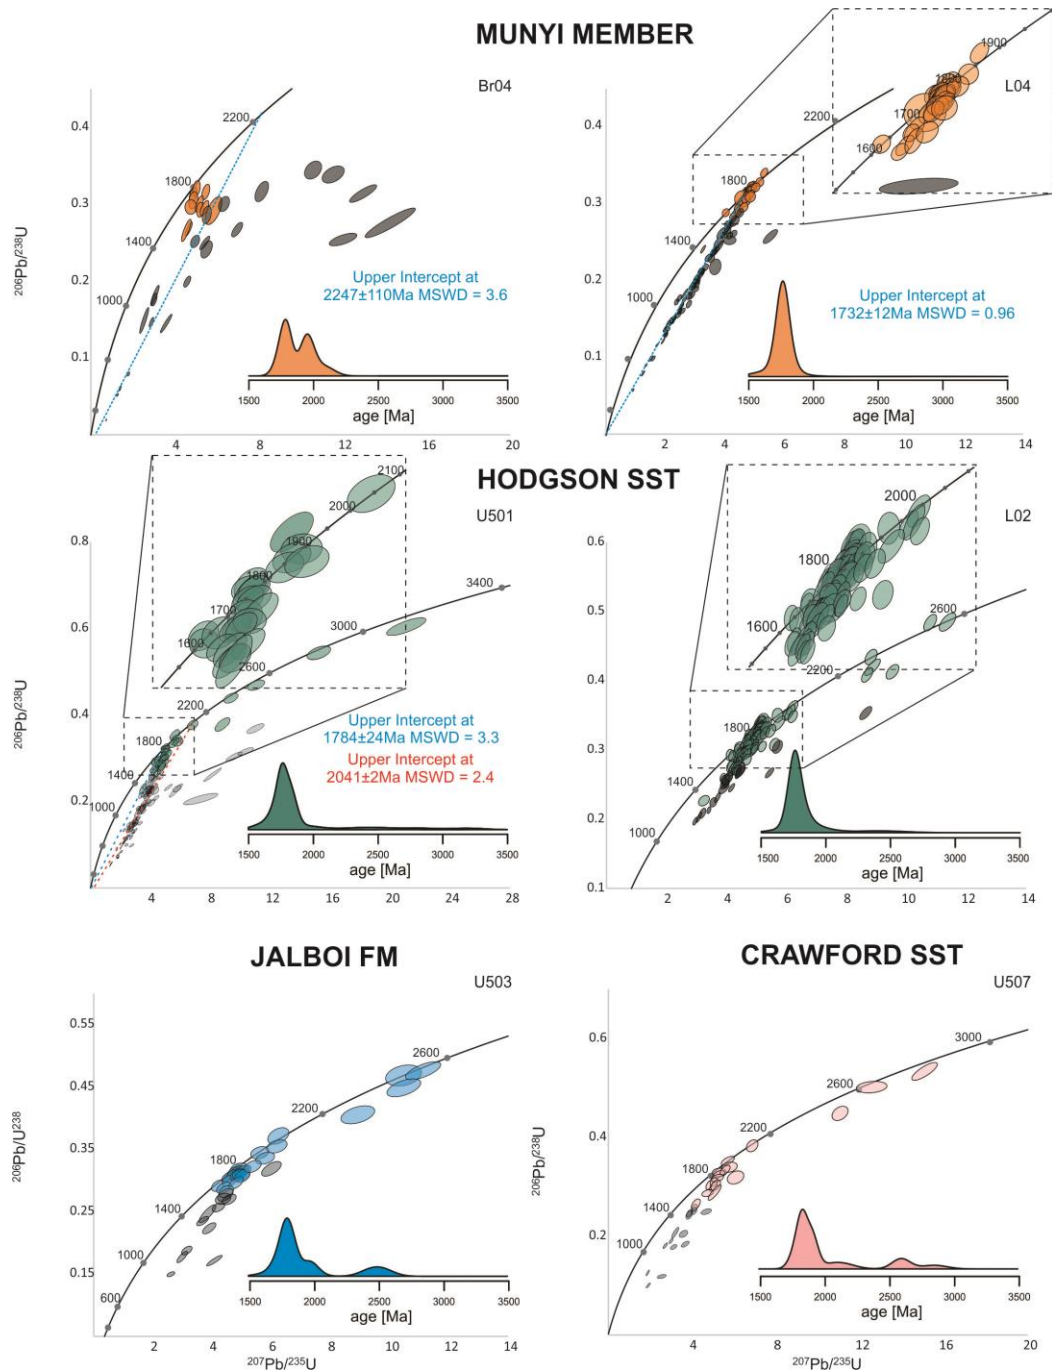 MUNYI MEMBER
Br04
0.4
0.3
0.2
0.1
206Pb/238U
2200
1800
1400
1000
Upper Intercept at
2247±110Ma MSWD = 3.6
1500 2000 2500 3000 3500
age [Ma]
4 8 12 16 20
L04
1900
1800
1700
1600
0.4
0.3
0.2
0.1
2200
1800
1400
1000
Upper Intercept at
1732±12Ma MSWD = 0.96
1500 2000 2500 3000 3500
age [Ma]
2 4 6 8 10 12 14
HODGSON SST
U501
2100
2000
1900
1800
1700
1600
0.8
0.6
0.4
0.2
206Pb/238U
3400
3000
2600
2200
1800
1400
1000
Upper Intercept at
1784±24Ma MSWD = 3.3
Upper Intercept at
2041±2Ma MSWD = 2.4
1500 2000 2500 3000 3500
age [Ma]
4 8 12 16 20 24 28
L02
2000
1800
1600
0.6
0.5
0.4
0.3
0.2
0.1
206Pb/238U
2600
2200
1800
1400
1000
1500 2000 2500 3000 3500
age [Ma]
2 4 6 8 10 12 14
JALBOI FM
U503
0.55
0.45
0.35
0.25
0.15
206Pb/U238
2600
2200
1800
1400
1000
600
1500 2000 2500 3000 3500
age [Ma]
2 4 6 8 10 12 14
207Pb/235U
CRAWFORD SST
U507
0.6
0.4
0.2
206Pb/238U
3000
2600
2200
1800
1400
1000
1500 2000 2500 3000 3500
age [Ma]
4 8 12 16 20
207Pb/235U